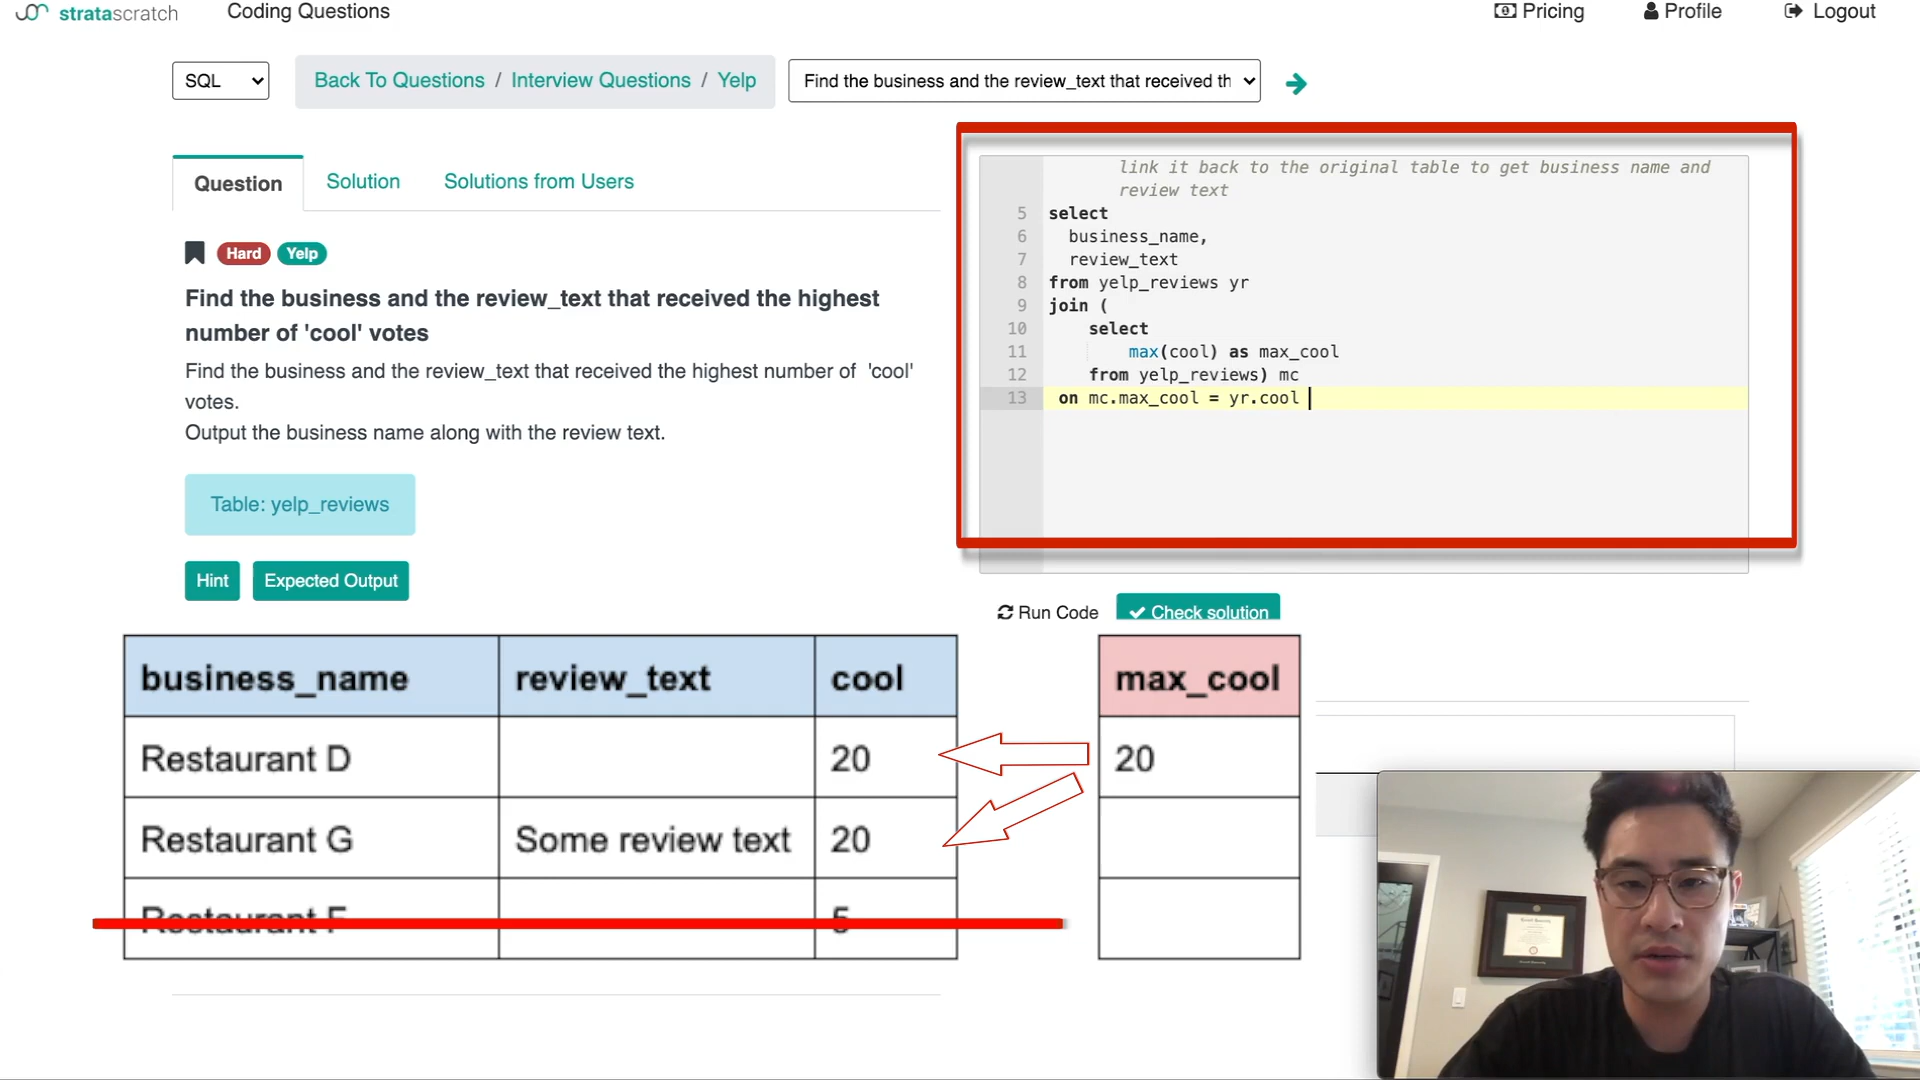 stratascratch
Coding Questions
Pricing
Profile
Logout
SQL
Back To Questions / Interview Questions / Yelp
Find the business and the review_text that received th
Question
Solution
Solutions from Users
Hard
Yelp
Find the business and the review_text that received the highest
number of 'cool' votes
Find the business and the review_text that received the highest number of 'cool'
votes.
Output the business name along with the review text.
Table: yelp_reviews
Hint
Expected Output
link it back to the original table to get business name and
review text
5 select
6 business_name,
7 review_text
8 from yelp_reviews yr
9 join (
10 select
11 max(cool) as max_cool
12 from yelp_reviews) mc
13 on mc.max_cool = yr.cool
Run Code
Check solution
business_name review_text cool
Restaurant D 20
Restaurant G Some review text 20
Restaurant F 5
max_cool
20